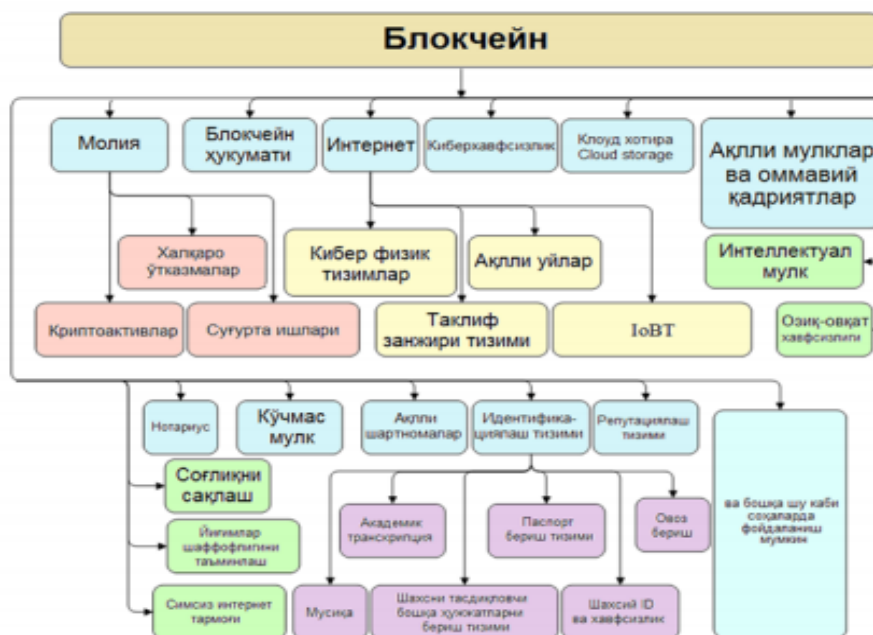 Блокчейн
Молия
Блокчейн
ҳукумати
Интернет
Киберхавфсизлик
Клоуд хотира
Cloud storage
Ақлли мулклар
ва оммавий
қадриятлар
Халқаро
ўтказмалар
Кибер физик
тизимлар
Ақлли уйлар
Интеллектуал
мулк
Криптоактивлар
Суғурта ишлари
Таклиф
занжири тизими
IoBT
Озиқ-овқат
хавфсизлиги
Нотариус
Кўчмас
мулк
Ақлли
шартномалар
Идентифика-
циялаш тизими
Репутациялаш
тизими
ва бошқа шу каби
соҳаларда
фойдаланиш
мумкин
Соғлиқни
сақлаш
Академик
транскрипция
Паспорт
бериш тизими
Овоз
бериш
Йиғимлар
шаффофлигини
таъминлаш
Симсиз интернет
тармоғи
Мусиқа
Шахсни тасдиқловчи
бошқа ҳужжатларни
бериш тизими
Шахсий ID
ва хавфсизлик